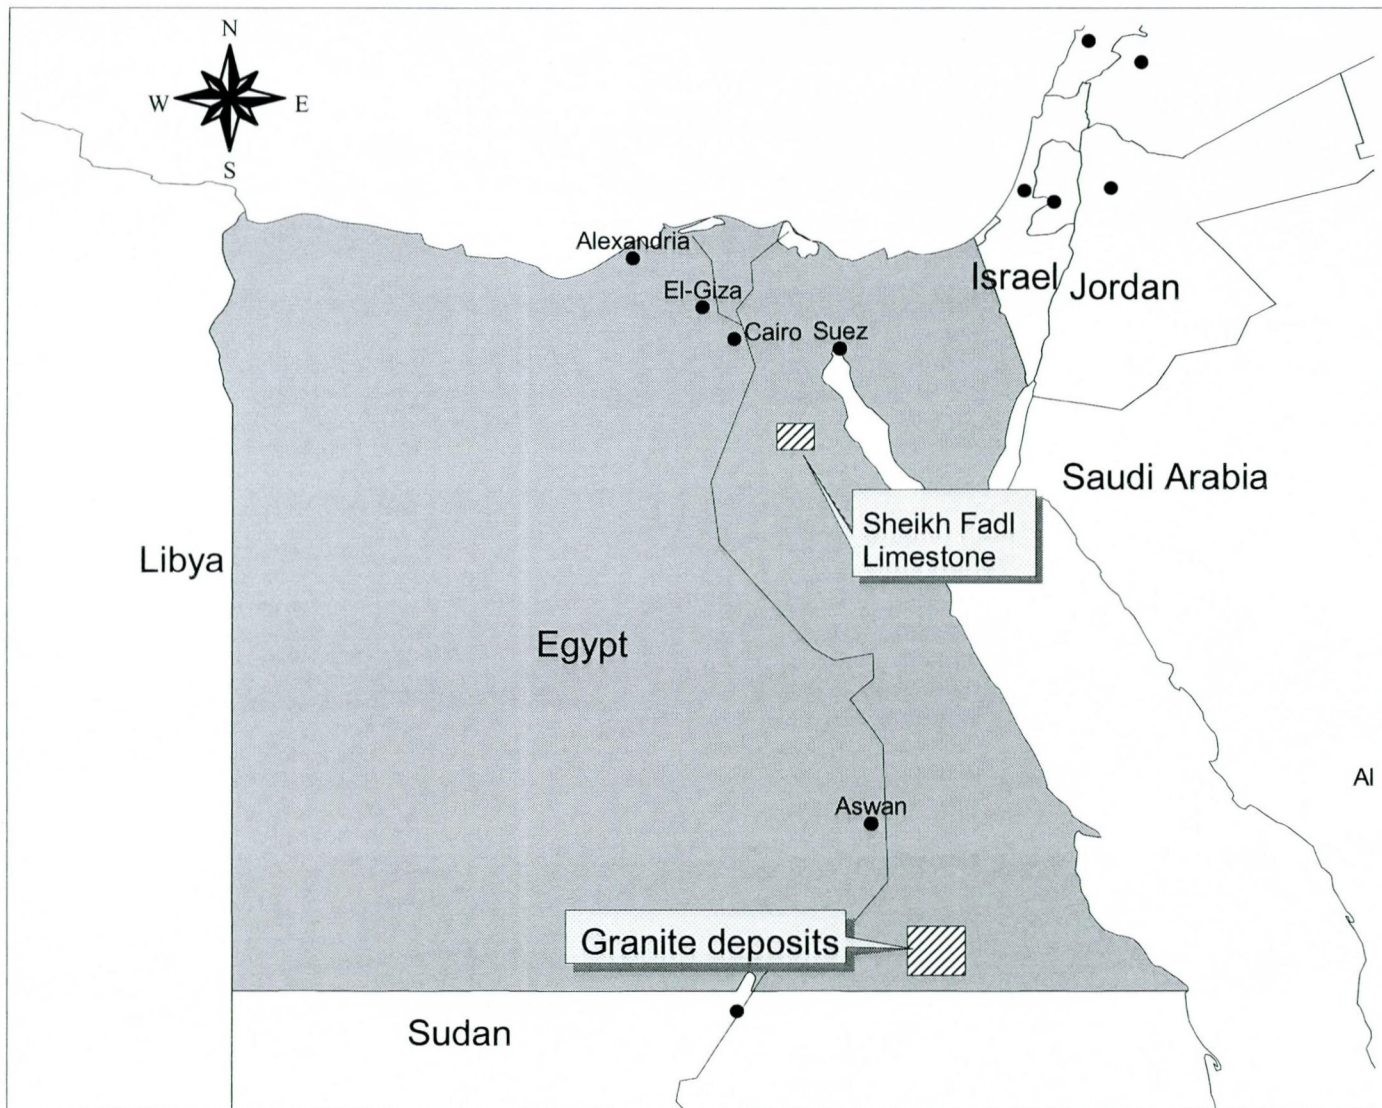 N
W
E
S
Alexandria
El-Giza
Cairo
Suez
Israel
Jordan
Saudi Arabia
Sheikh Fadl
Limestone
Libya
Egypt
Al
Aswan
Granite deposits
Sudan